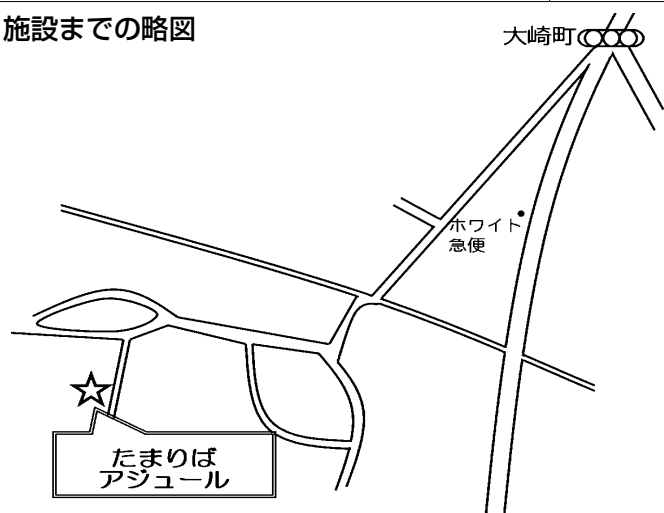 施設までの略図
大崎町
ホワイト
急便
たまりば
アジュール